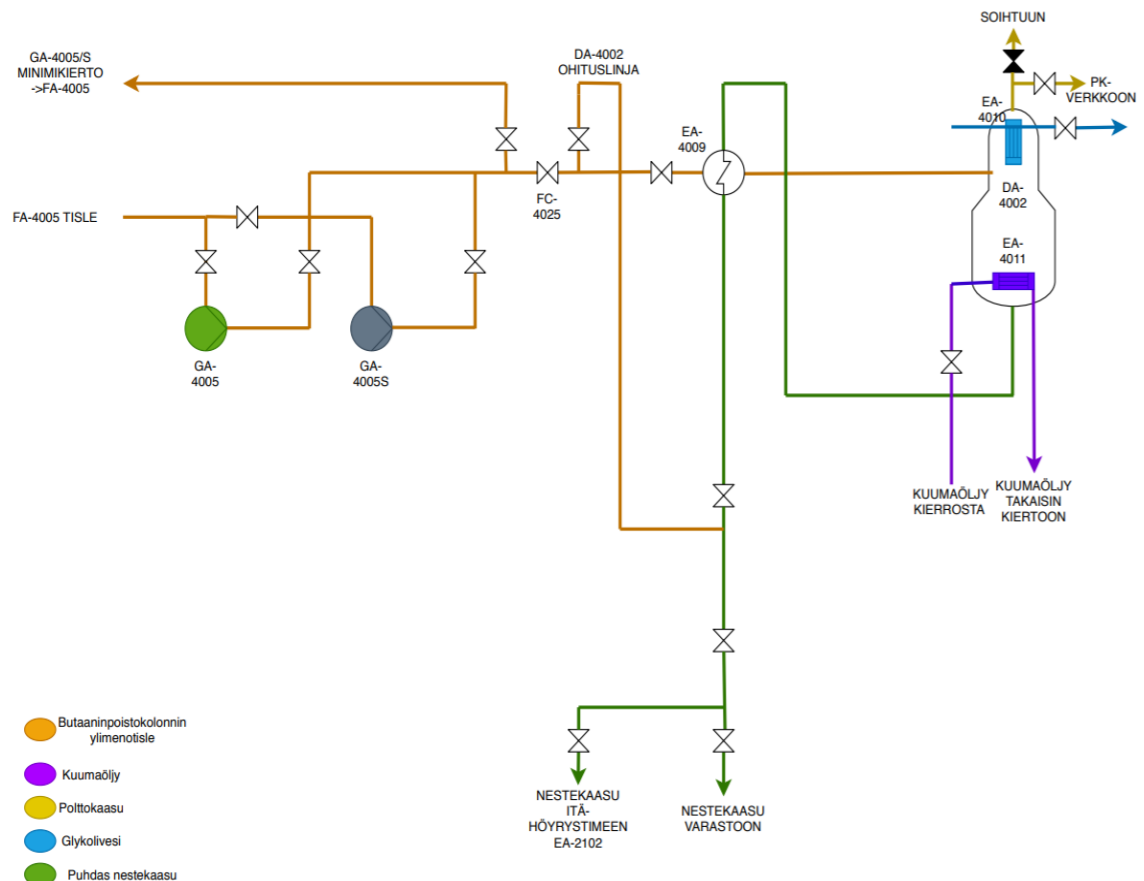 SOIHTUUN
GA-4005/S
MINIMIKIERTO
->FA-4005
DA-4002
OHITUSLINJA
PK-
VERKKOON
EA-
4010
EA-
4009
DA-
4002
FC-
4025
FA-4005 TISLE
EA-
4011
GA-
4005
GA-
4005S
KUUMAÖLJY
KIERROSTA
KUUMAÖLJY
TAKAISIN
KIERTOON
Butaaninpoistokolonnin
ylimenotisle
Kuumaöljy
Polttokaasu
Glykolivesi
Puhdas nestekaasu
NESTEKAASU
ITÄ-
HÖYRYSTIMEEN
EA-2102
NESTEKAASU
VARASTOON